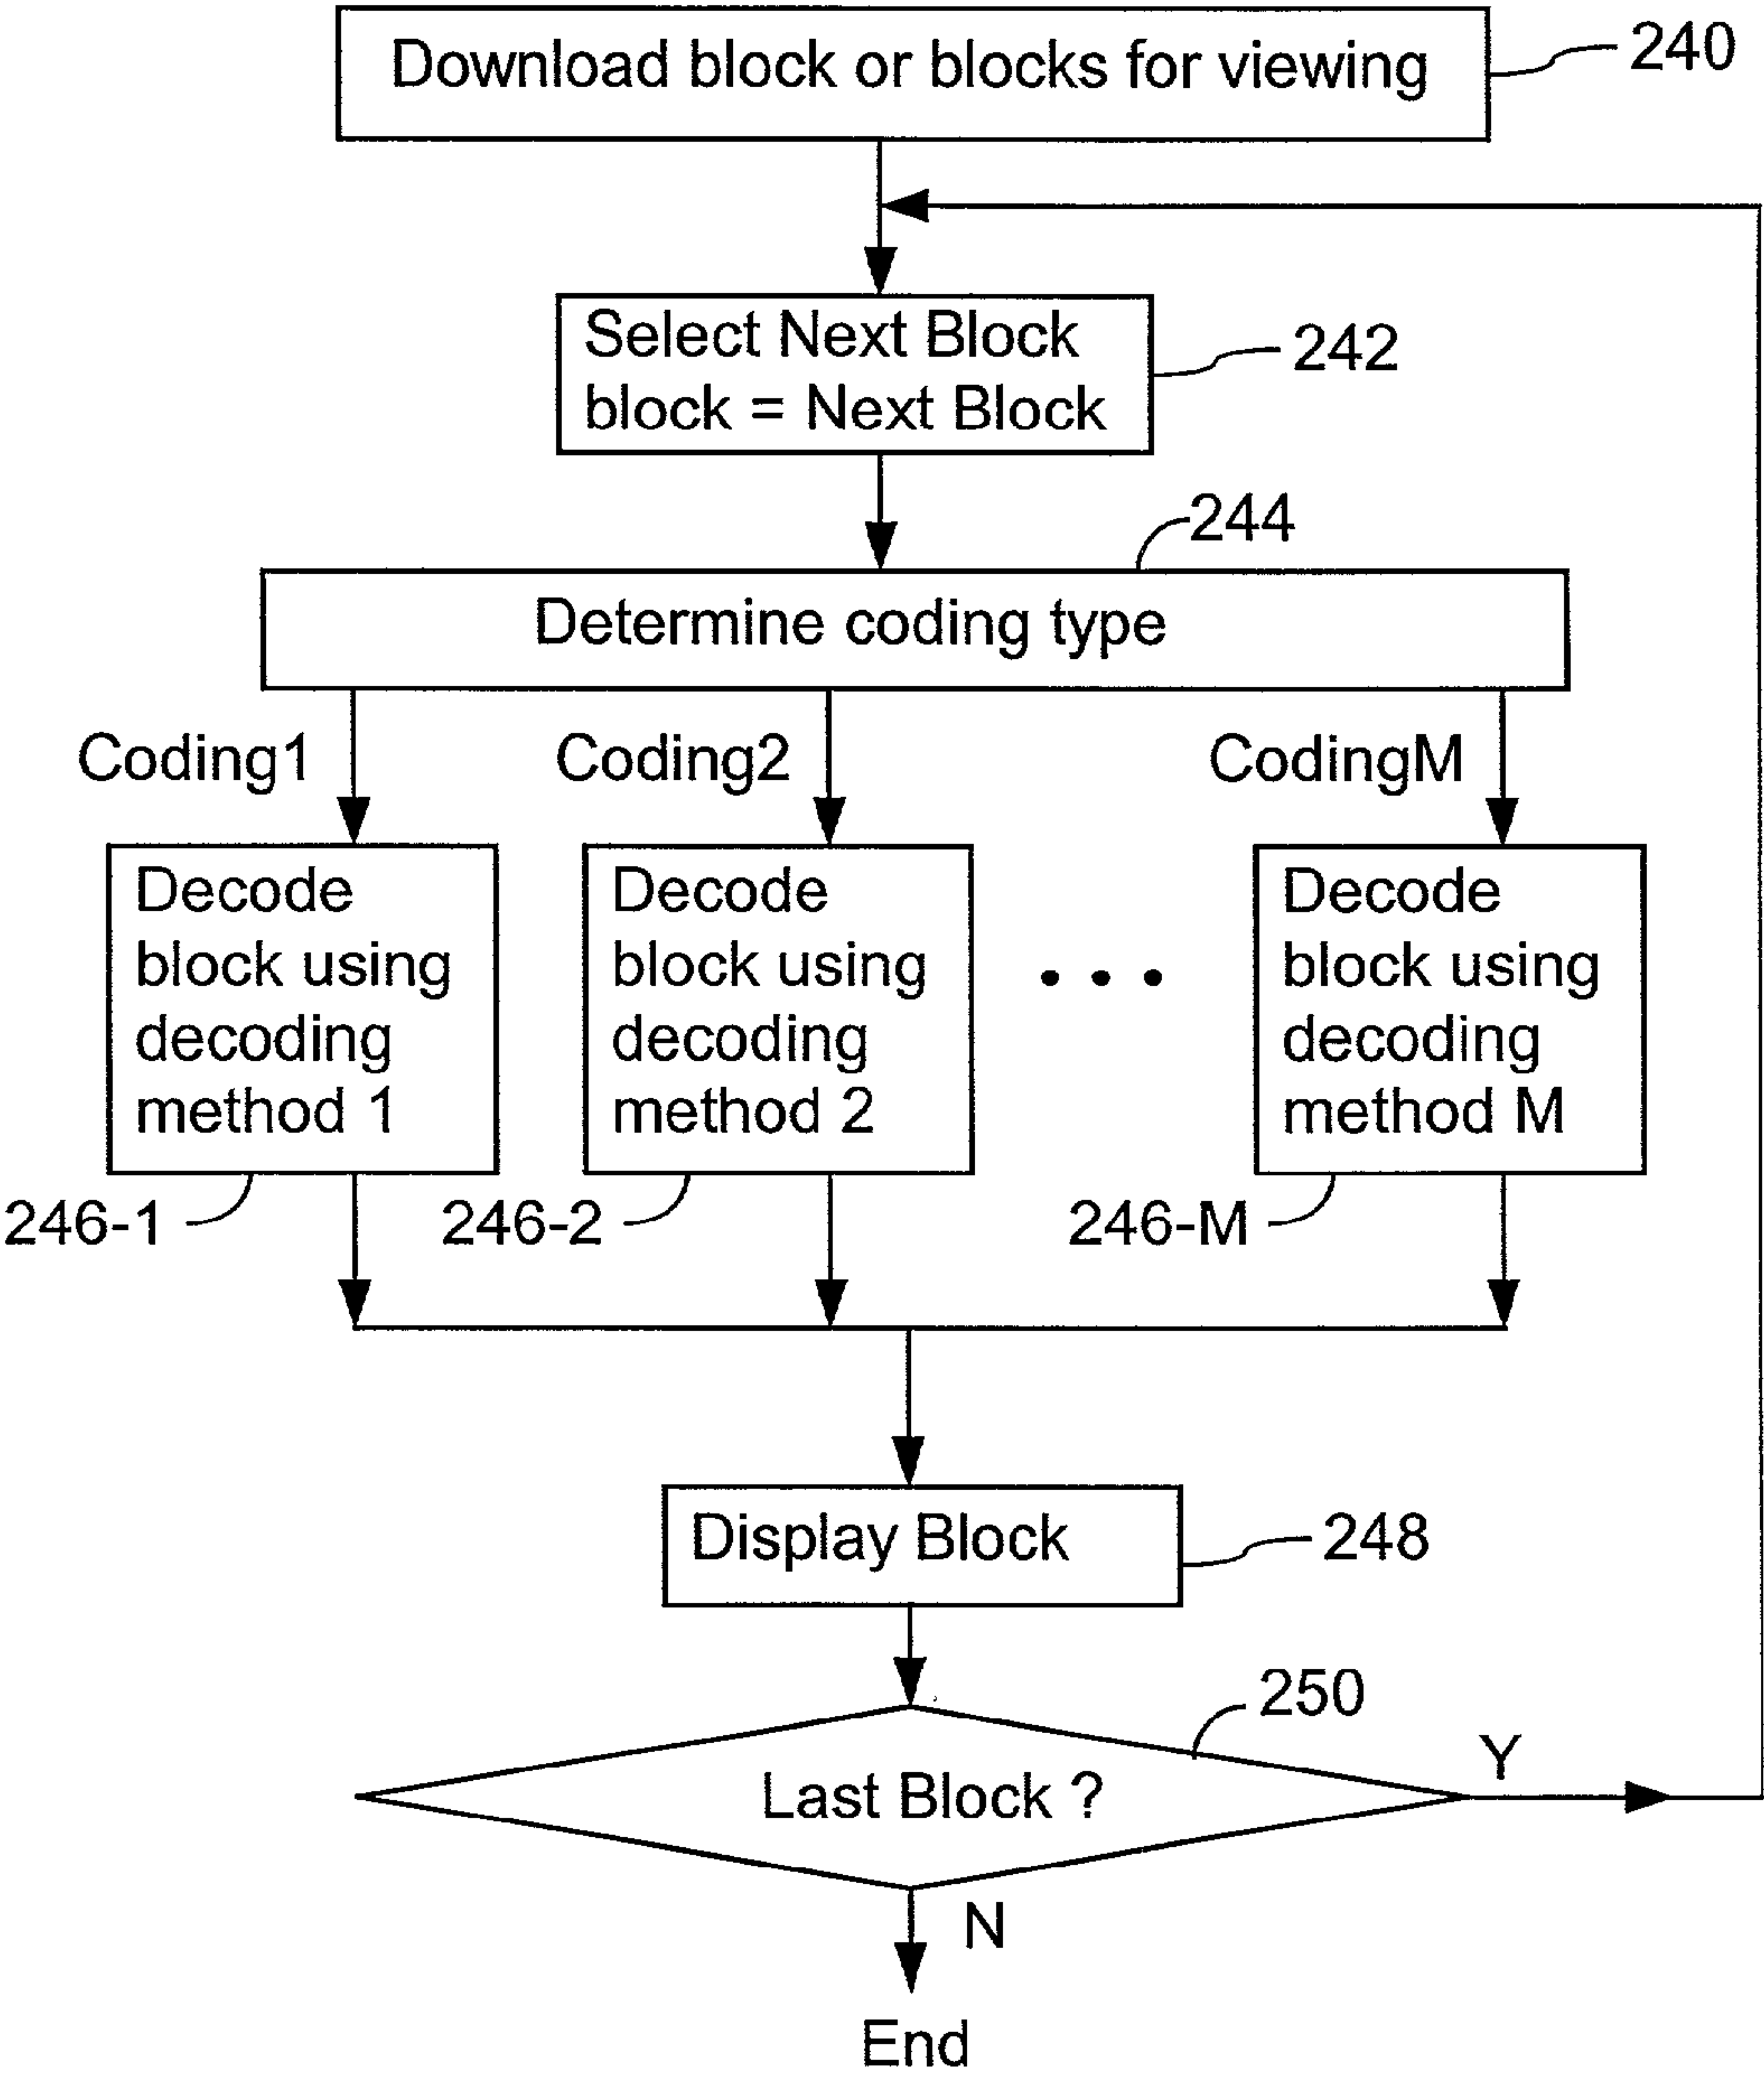 Download block or blocks for viewing
240
Select Next Block
block = Next Block
242
244
Determine coding type
Coding1
Coding2
CodingM
Decode
block using
decoding
method 1
Decode
block using
decoding
method 2
• • •
Decode
block using
decoding
method M
246-1
246-2
246-M
Display Block
248
250
Last Block ?
Y
N
End